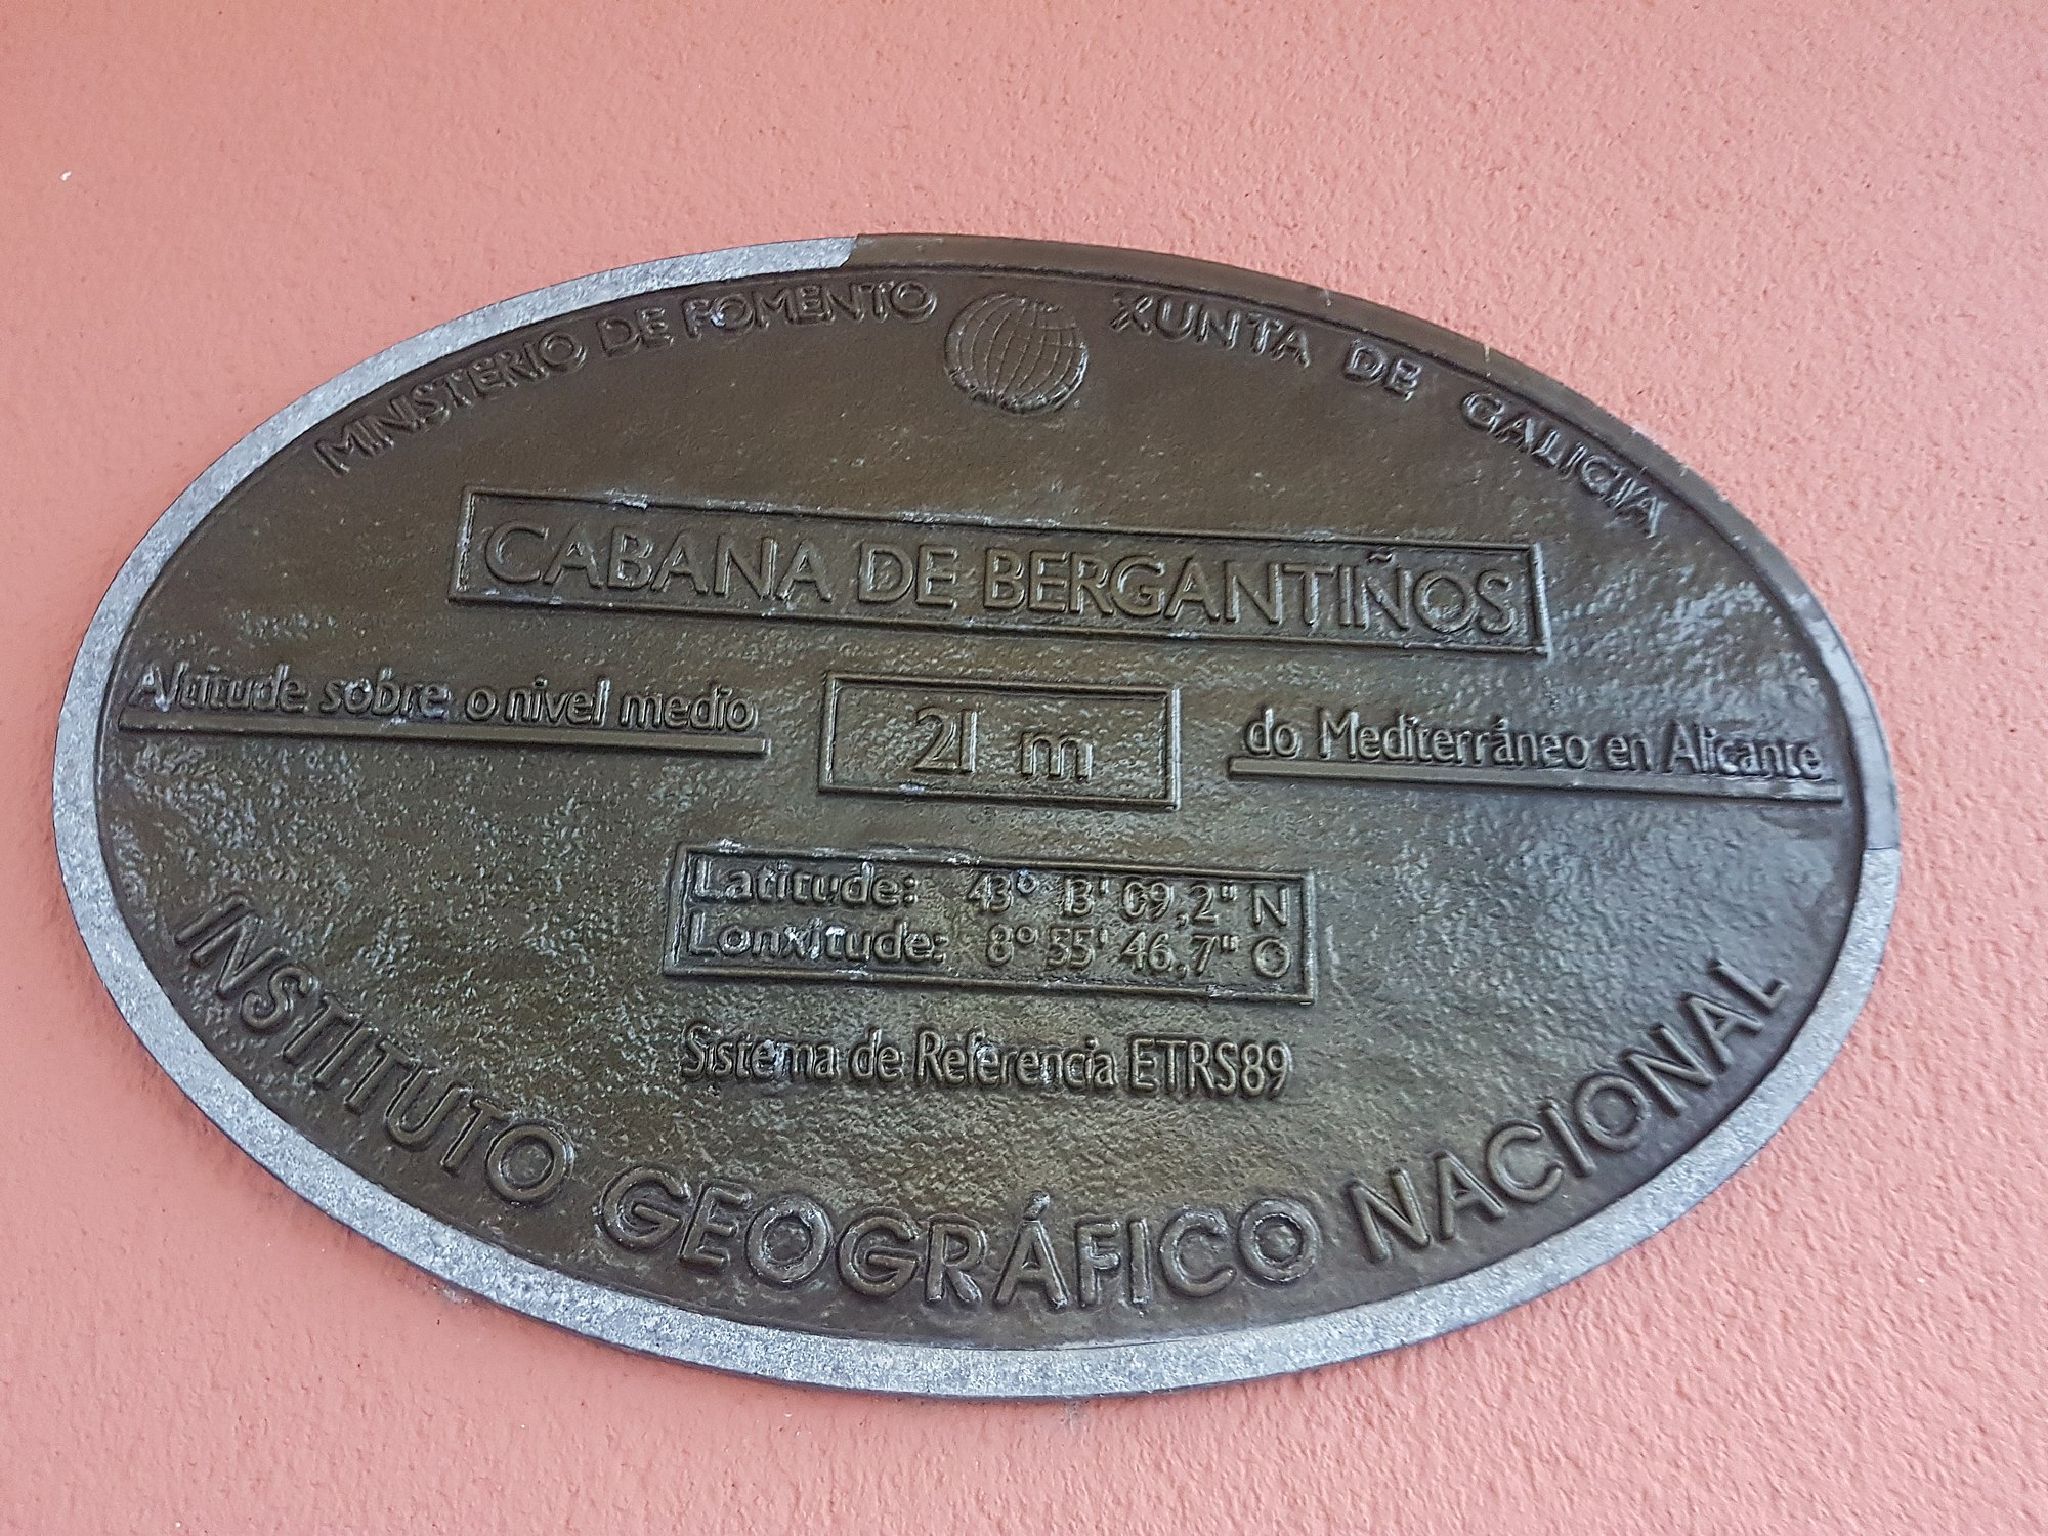 MINISTERIO DE FOMENTO XUNTA DE GALICIA
CABANA DE BERGANTIÑOS
Altitude sobre o nivel medio 21 m do Mediterráneo en Alicante
Latitude: 43° 13' 09,2" N
Lonxitude: 8° 55' 46,7" O
Sistema de Referencia ETRS89
INSTITUTO GEOGRÁFICO NACIONAL